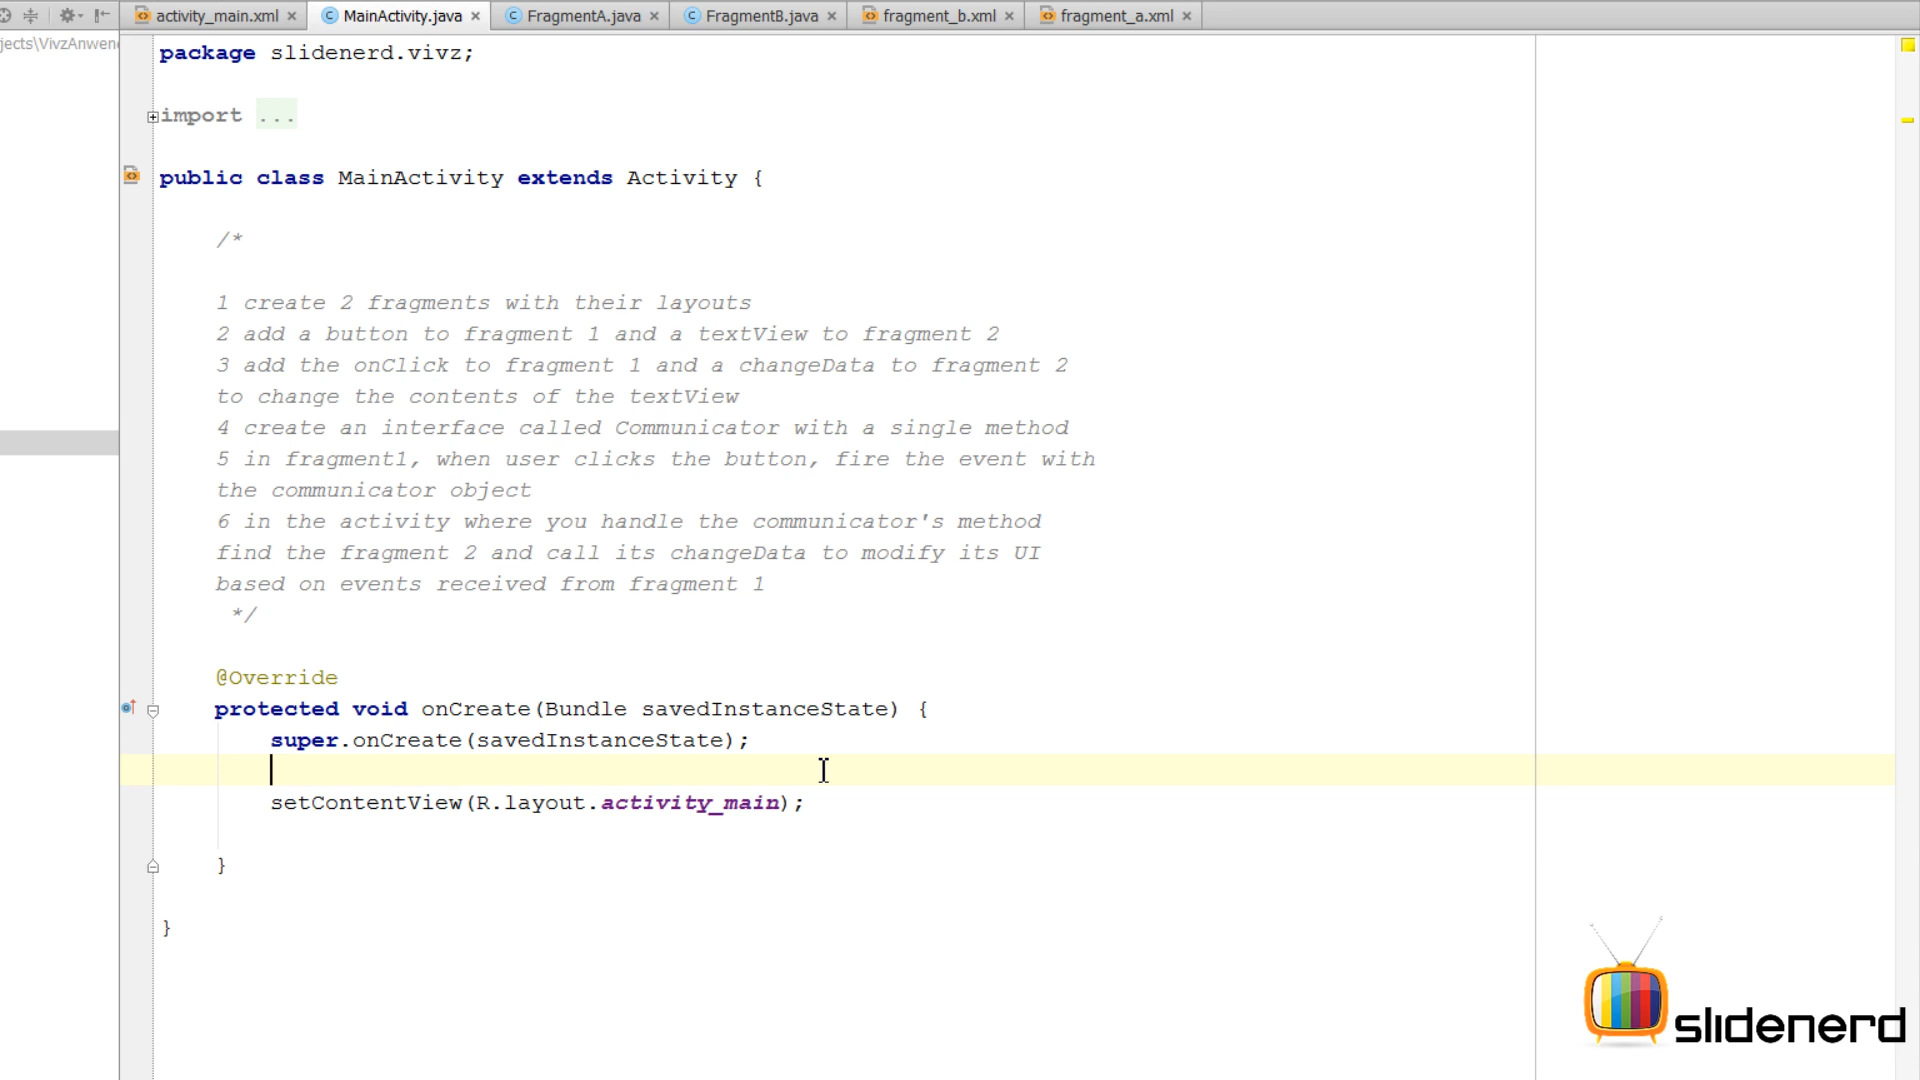 activity_main.xml MainActivity.java FragmentA.java FragmentB.java fragment_b.xml fragment_a.xml
jects\VivzAnwen
package slidenerd.vivz;
import ...
public class MainActivity extends Activity {
/*
1 create 2 fragments with their layouts
2 add a button to fragment 1 and a textView to fragment 2
3 add the onClick to fragment 1 and a changeData to fragment 2
to change the contents of the textView
4 create an interface called Communicator with a single method
5 in fragment1, when user clicks the button, fire the event with
the communicator object
6 in the activity where you handle the communicator's method
find the fragment 2 and call its changeData to modify its UI
based on events received from fragment 1
*/
@Override
protected void onCreate(Bundle savedInstanceState) {
super.onCreate(savedInstanceState);
setContentView(R.layout.activity_main);
}
}
slidenerd